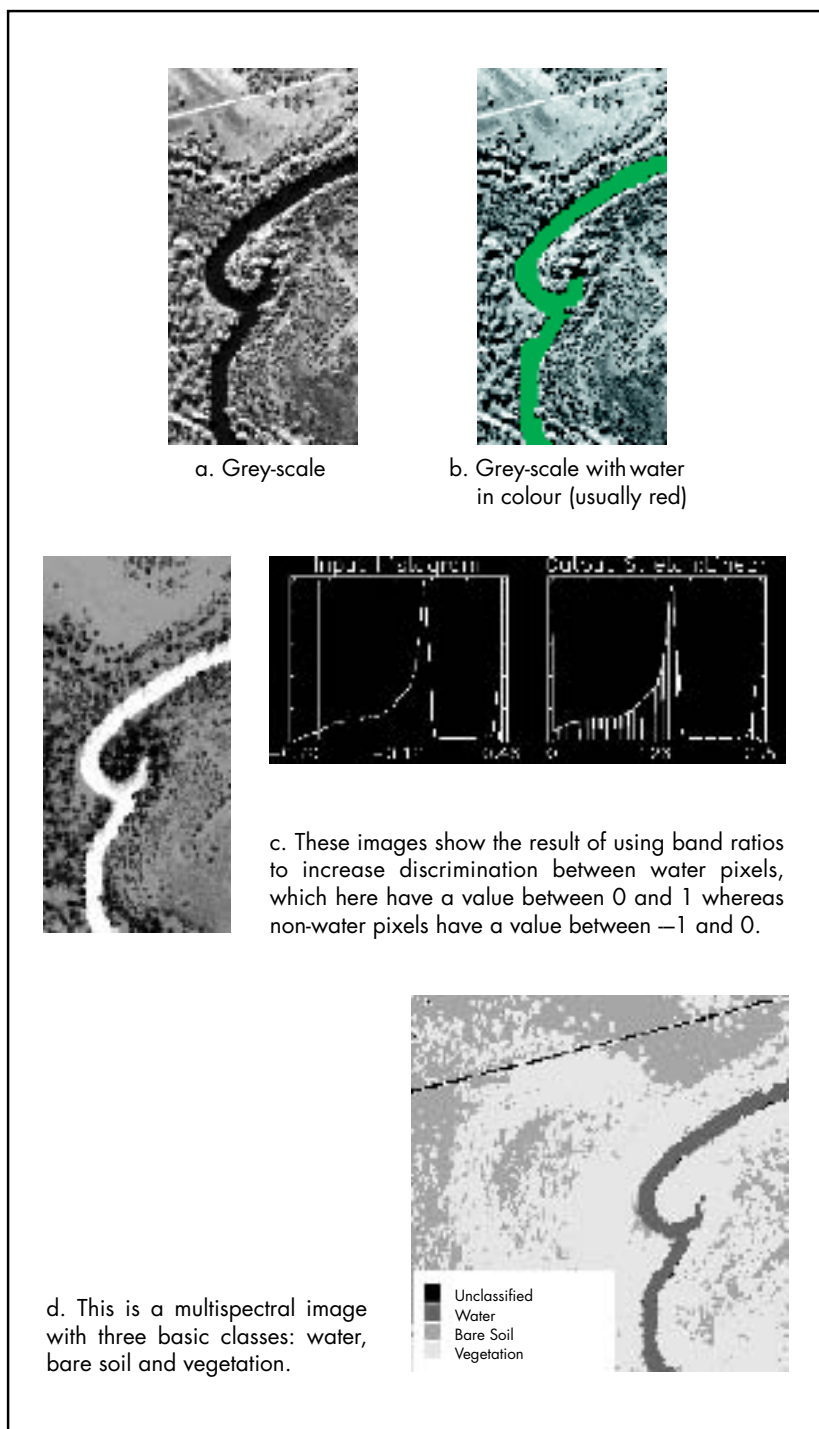 a. Grey-scale
b. Grey-scale with water
in colour (usually red)
Input Histogram
0
c. These images show the result of using band ratios
to increase discrimination between water pixels,
which here have a value between 0 and 1 whereas
non-water pixels have a value between -–1 and 0.
Unclassified
Water
Bare Soil
Vegetation
d. This is a multispectral image
with three basic classes: water,
bare soil and vegetation.